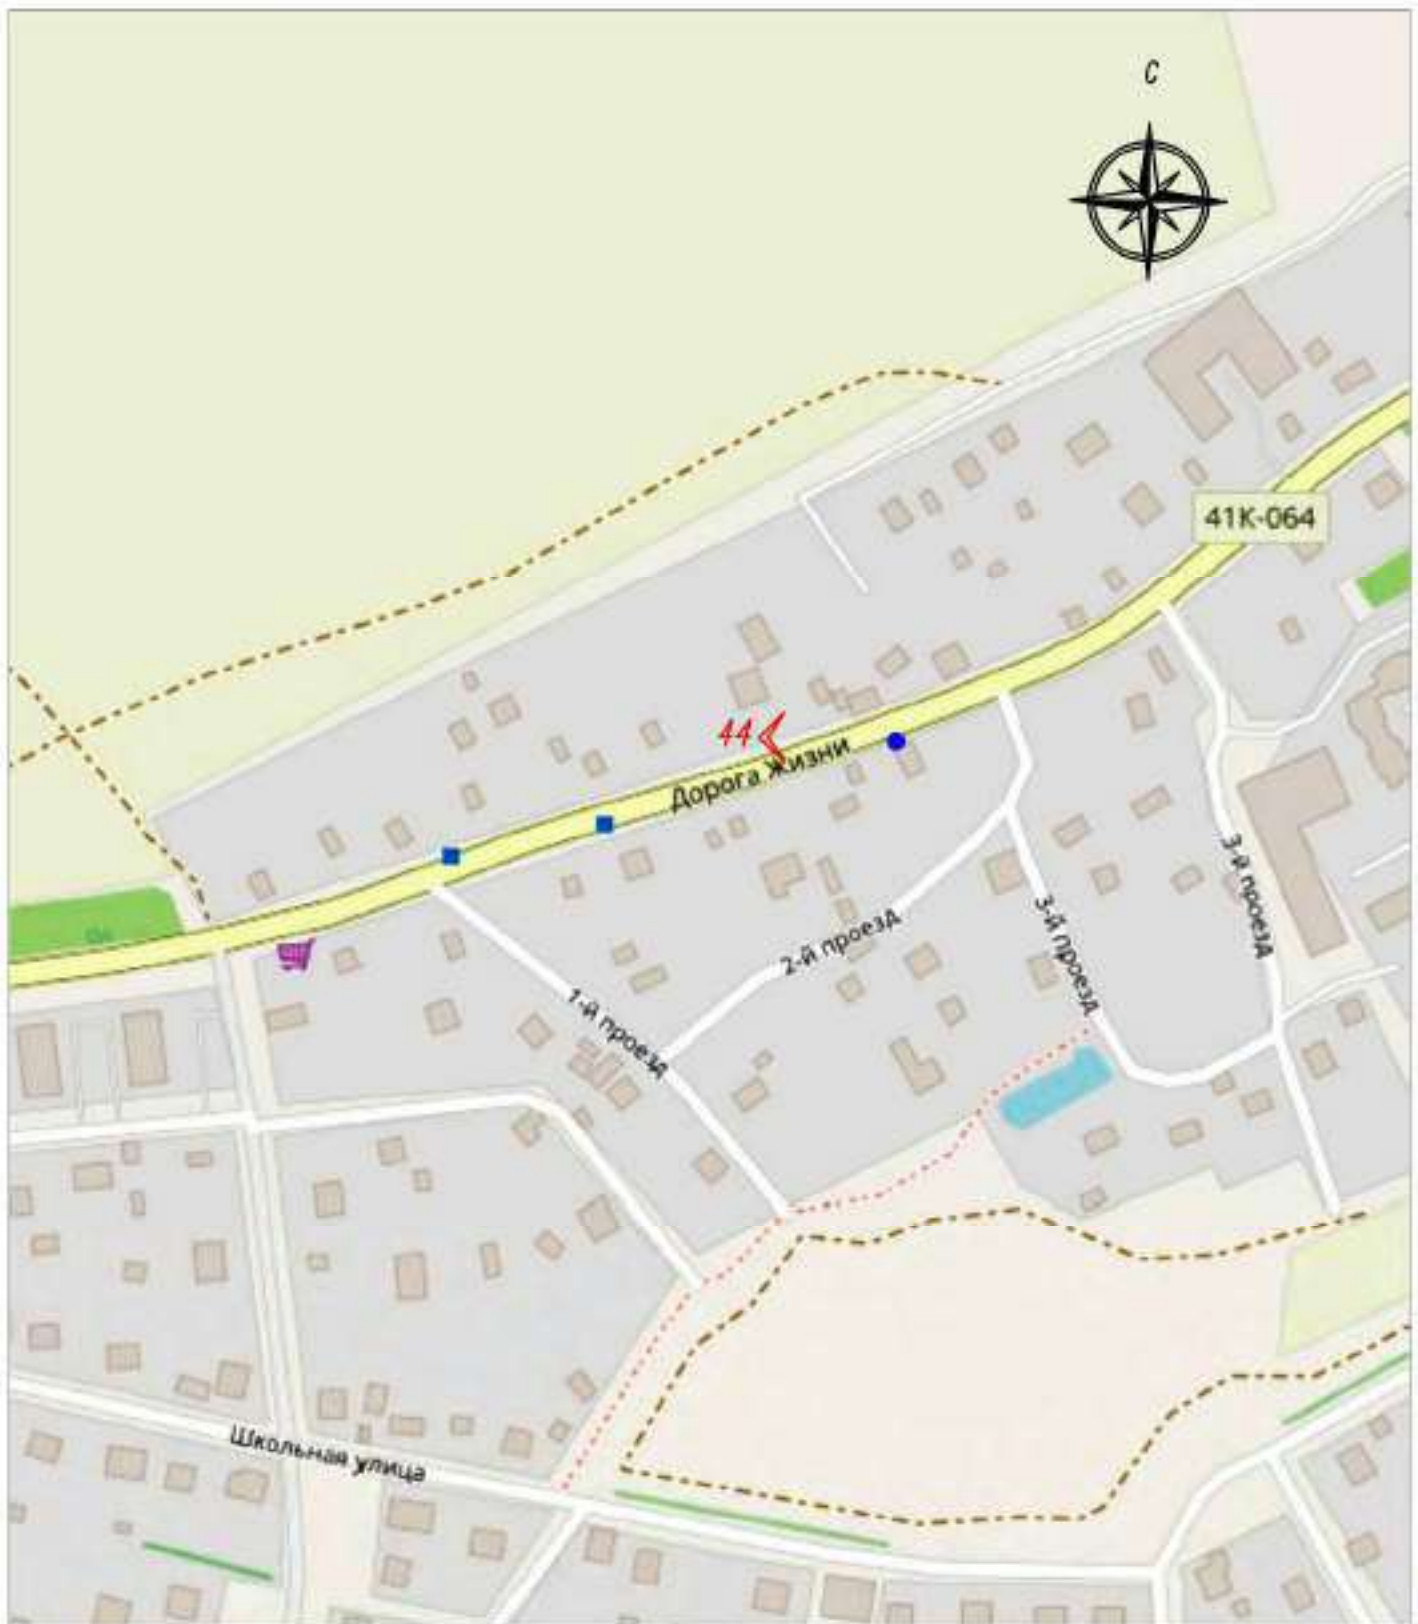 С
41К-064
44
Дорога Жизни
3-й проезд
3-й проезд
2-й проезд
1-й проезд
Школьная улица